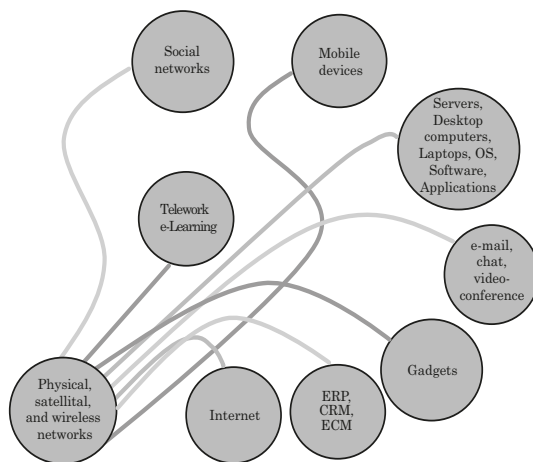 Social
networks
Mobile
devices
Servers,
Desktop
computers,
Laptops, OS,
Software,
Applications
Telework
e-Learning
e-mail,
chat,
video-
conference
Gadgets
Physical,
satellital,
and wireless
networks
Internet
ERP,
CRM,
ECM